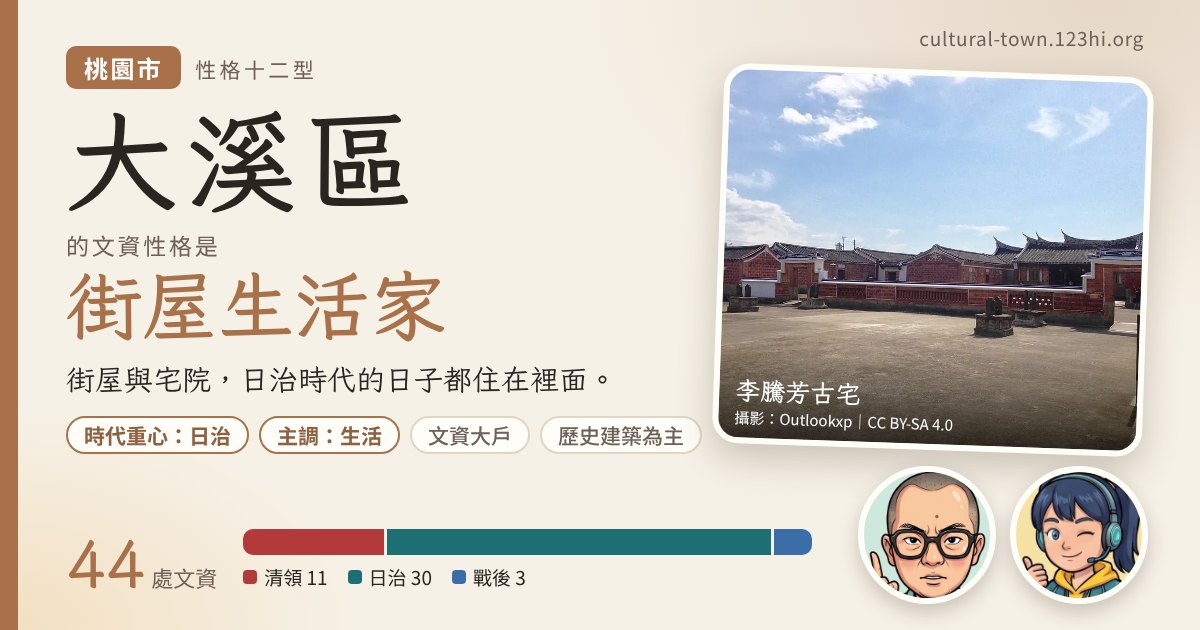 cultural-town.123hi.org
桃園市 性格十二型
大溪區
的文資性格是
街屋生活家
街屋與宅院，日治時代的日子都住在裡面。
時代重心：日治 主調：生活 文資大戶 歷史建築為主
李騰芳古宅
攝影：Outlookxp｜CC BY-SA 4.0
44 處文資
清領 11 日治 30 戰後 3